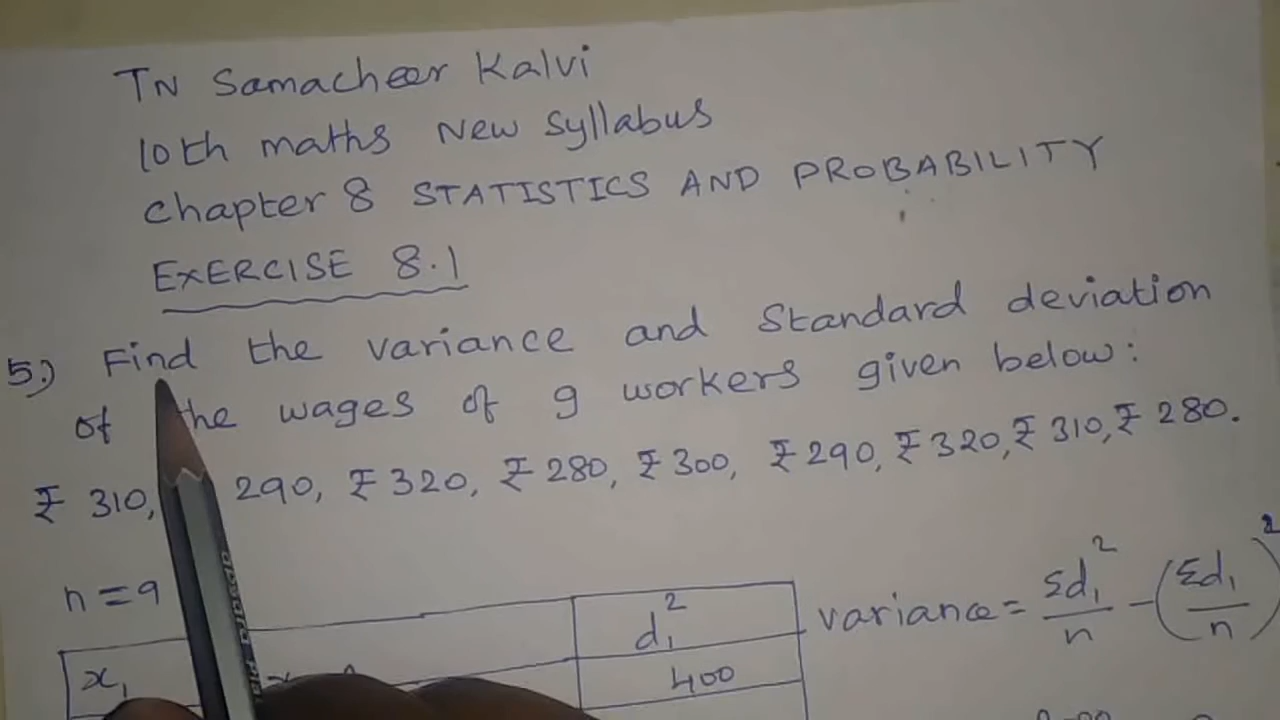 TN Samacheer Kalvi
10th maths New Syllabus
chapter 8 STATISTICS AND PROBABILITY
EXERCISE 8.1
5.) Find the variance and Standard deviation
of the wages of 9 workers given below:
₹ 310, 290, ₹ 320, ₹ 280, ₹ 300, ₹ 290, ₹ 320, ₹ 310, ₹ 280.
n = 9
variance = Σd₁²/n - (Σd₁/n)²
d₁²
x₁
400